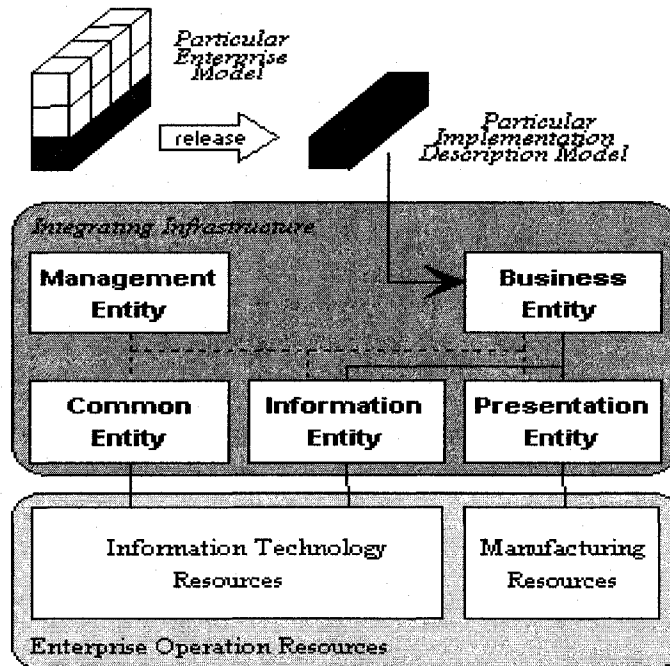 Particular
Enterprise
Model
release
Particular
Implementation
Description Model
Integrating Infrastructure
Management
Entity
Business
Entity
Common
Entity
Information
Entity
Presentation
Entity
Information Technology
Resources
Manufacturing
Resources
Enterprise Operation Resources